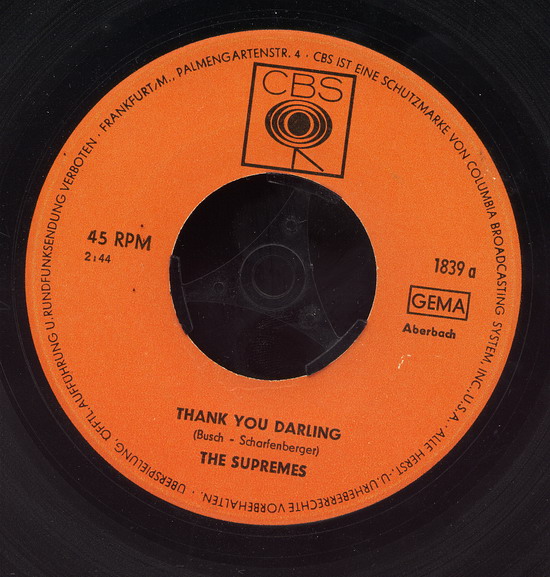 FRANKFURT/M., PALMENGARTENSTR. 4 · CBS IST EINE SCHUTZMARKE VON COLUMBIA BROADCASTING SYSTEM, INC., U.S.A. · ALLE HERST.-U. URHEBERRECHTE VORBEHALTEN. · ÜBERSPIELUNG, ÖFFTL. AUFFÜHRUNG U. RUNDFUNKSENDUNG VERBOTEN ·
CBS
45 RPM
2:44
1839 a
GEMA
Aberbach
THANK YOU DARLING
(Busch - Scharfenberger)
THE SUPREMES